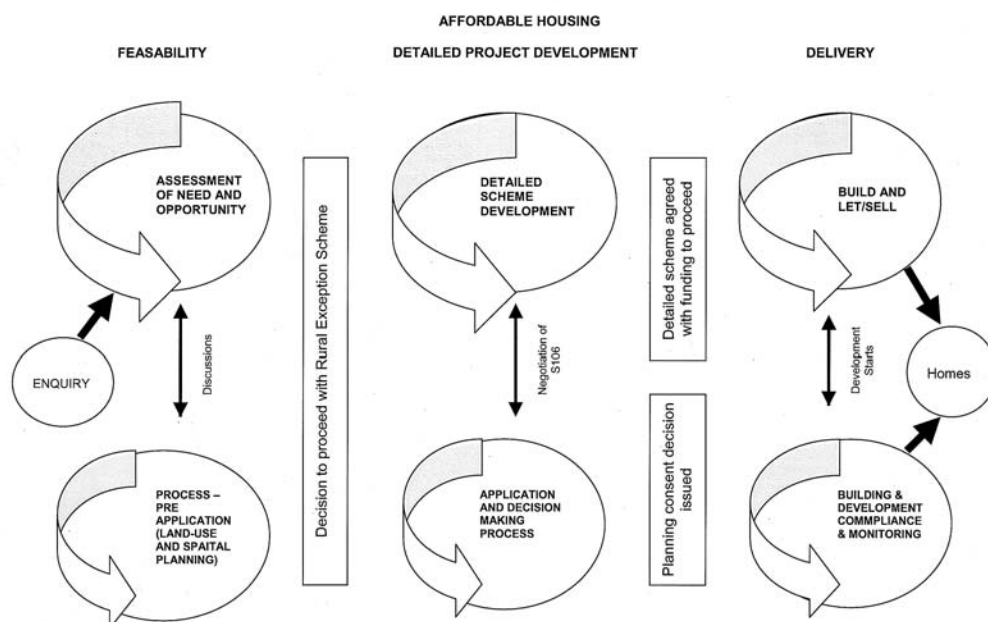 AFFORDABLE HOUSING
FEASABILITY
DETAILED PROJECT DEVELOPMENT
DELIVERY
ASSESSMENT
OF NEED AND
OPPORTUNITY
ENQUIRY
Discussions
PROCESS –
PRE
APPLICATION
(LAND-USE
AND SPAITAL
PLANNING)
Decision to proceed with Rural Exception Scheme
DETAILED
SCHEME
DEVELOPMENT
Negotiation of
S106
APPLICATION
AND DECISION
MAKING
PROCESS
Detailed scheme agreed
with funding to proceed
Planning consent decision
issued
BUILD AND
LET/SELL
Development
Starts
Homes
BUILDING &
DEVELOPMENT
COMMPLIANCE
& MONITORING